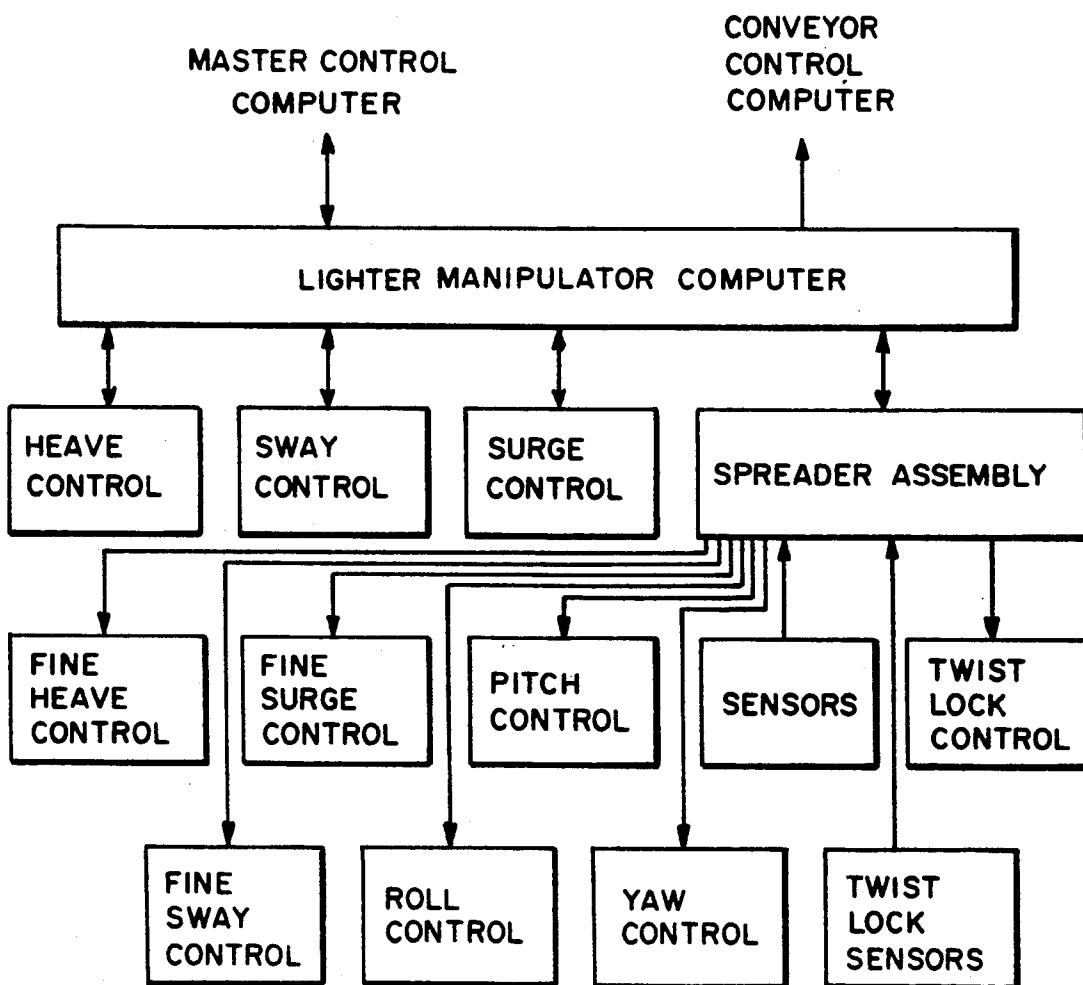 MASTER CONTROL
COMPUTER
CONVEYOR
CONTROL
COMPUTER
LIGHTER MANIPULATOR COMPUTER
HEAVE
CONTROL
SWAY
CONTROL
SURGE
CONTROL
SPREADER ASSEMBLY
FINE
HEAVE
CONTROL
FINE
SURGE
CONTROL
PITCH
CONTROL
SENSORS
TWIST
LOCK
CONTROL
FINE
SWAY
CONTROL
ROLL
CONTROL
YAW
CONTROL
TWIST
LOCK
SENSORS